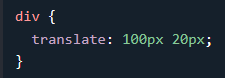 div {
  translate: 100px 20px;
}